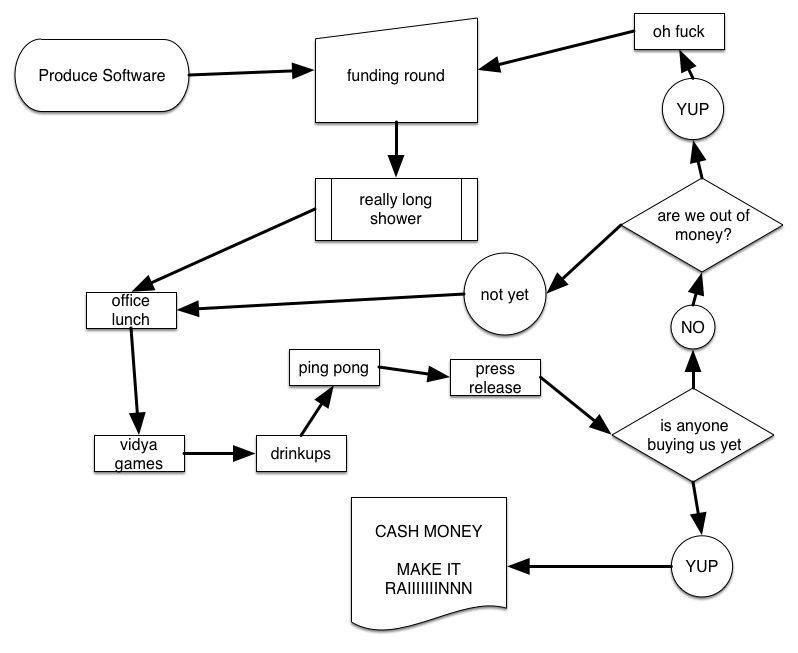 oh fuck
Produce Software
funding round
YUP
really long
shower
are we out of
money?
not yet
office
lunch
NO
ping pong
press
release
is anyone
buying us yet
vidya
games
drinkups
CASH MONEY
MAKE IT
RAIIIIIIINNN
YUP